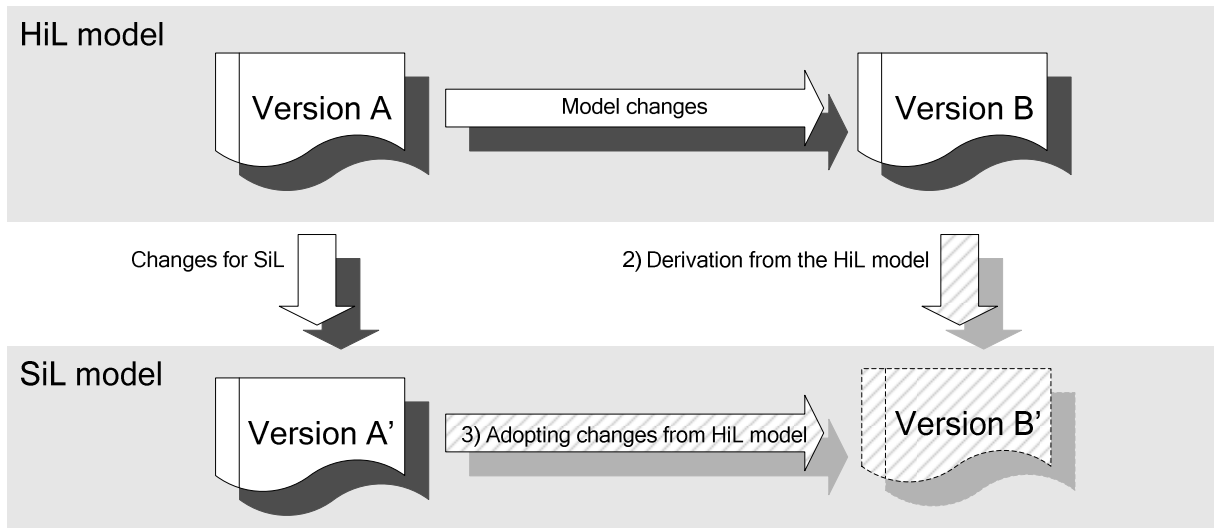 HiL model
Version A
Model changes
Version B
Changes for SiL
2) Derivation from the HiL model
SiL model
Version A’
3) Adopting changes from HiL model
Version B’